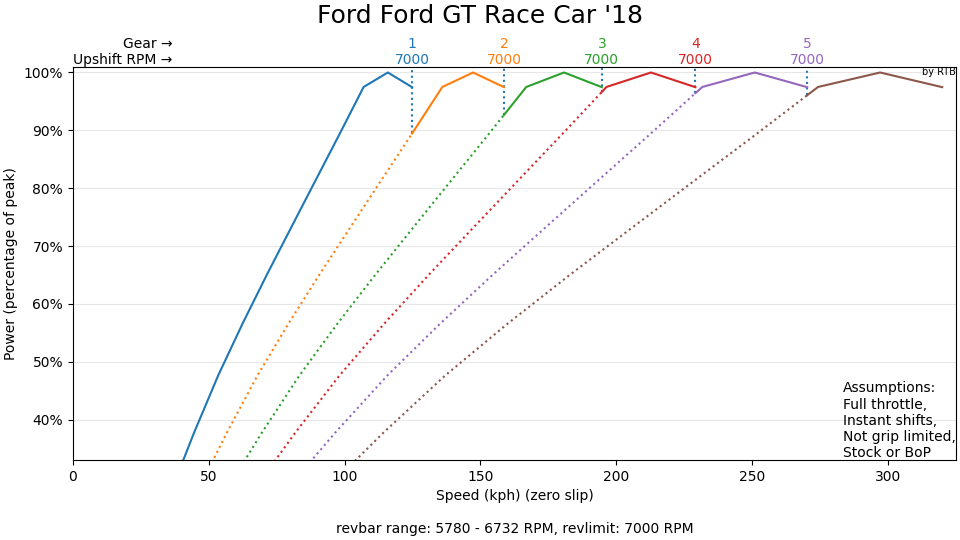 Ford Ford GT Race Car '18
Gear → 1 2 3 4 5
Upshift RPM → 7000 7000 7000 7000 7000
by RTB
100%
90%
80%
70%
60%
50%
40%
Power (percentage of peak)
Assumptions:
Full throttle,
Instant shifts,
Not grip limited,
Stock or BoP
0 50 100 150 200 250 300
Speed (kph) (zero slip)
revbar range: 5780 - 6732 RPM, revlimit: 7000 RPM